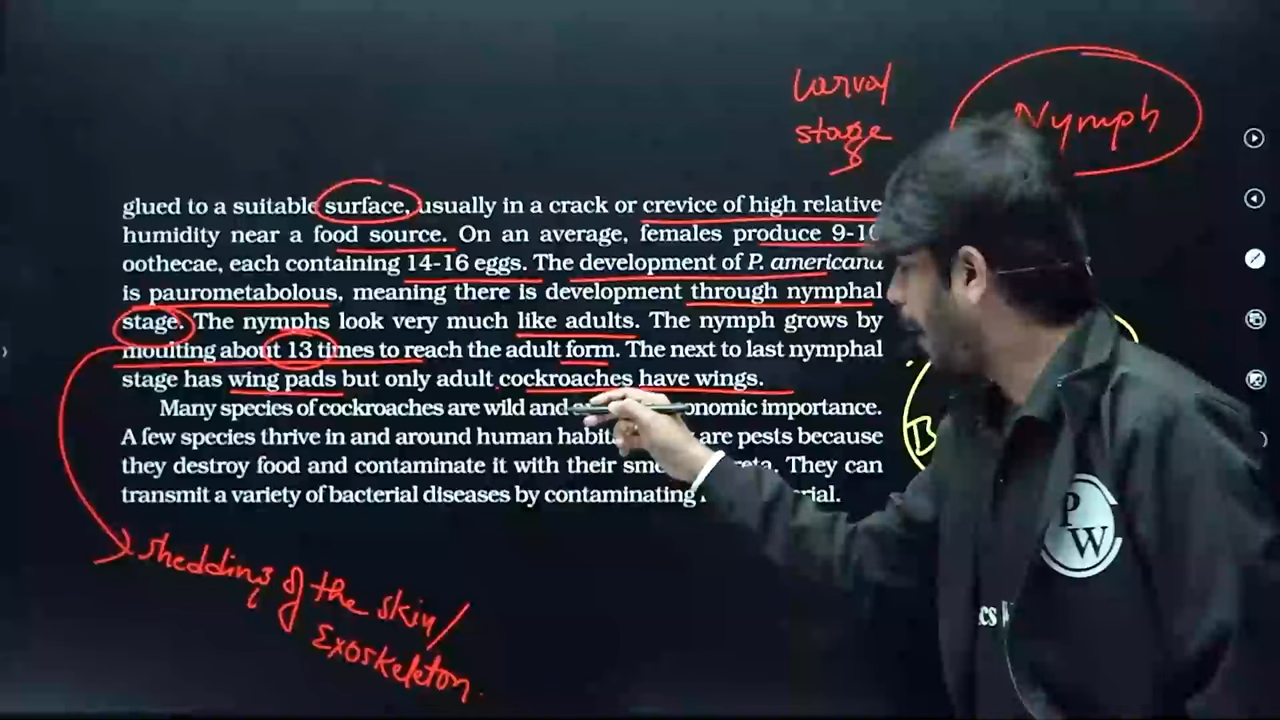 Larval
stage
Nymph
glued to a suitable surface, usually in a crack or crevice of high relative
humidity near a food source. On an average, females produce 9-10
oothecae, each containing 14-16 eggs. The development of P. americana
is paurometabolous, meaning there is development through nymphal
stage. The nymphs look very much like adults. The nymph grows by
moulting about 13 times to reach the adult form. The next to last nymphal
stage has wing pads but only adult cockroaches have wings.
Many species of cockroaches are wild and importance.
A few species thrive in and around human are pests because
they destroy food and contaminate it with their They can
transmit a variety of bacterial diseases by contaminating
shedding of the skin/
Exoskeleton.
B
P
W